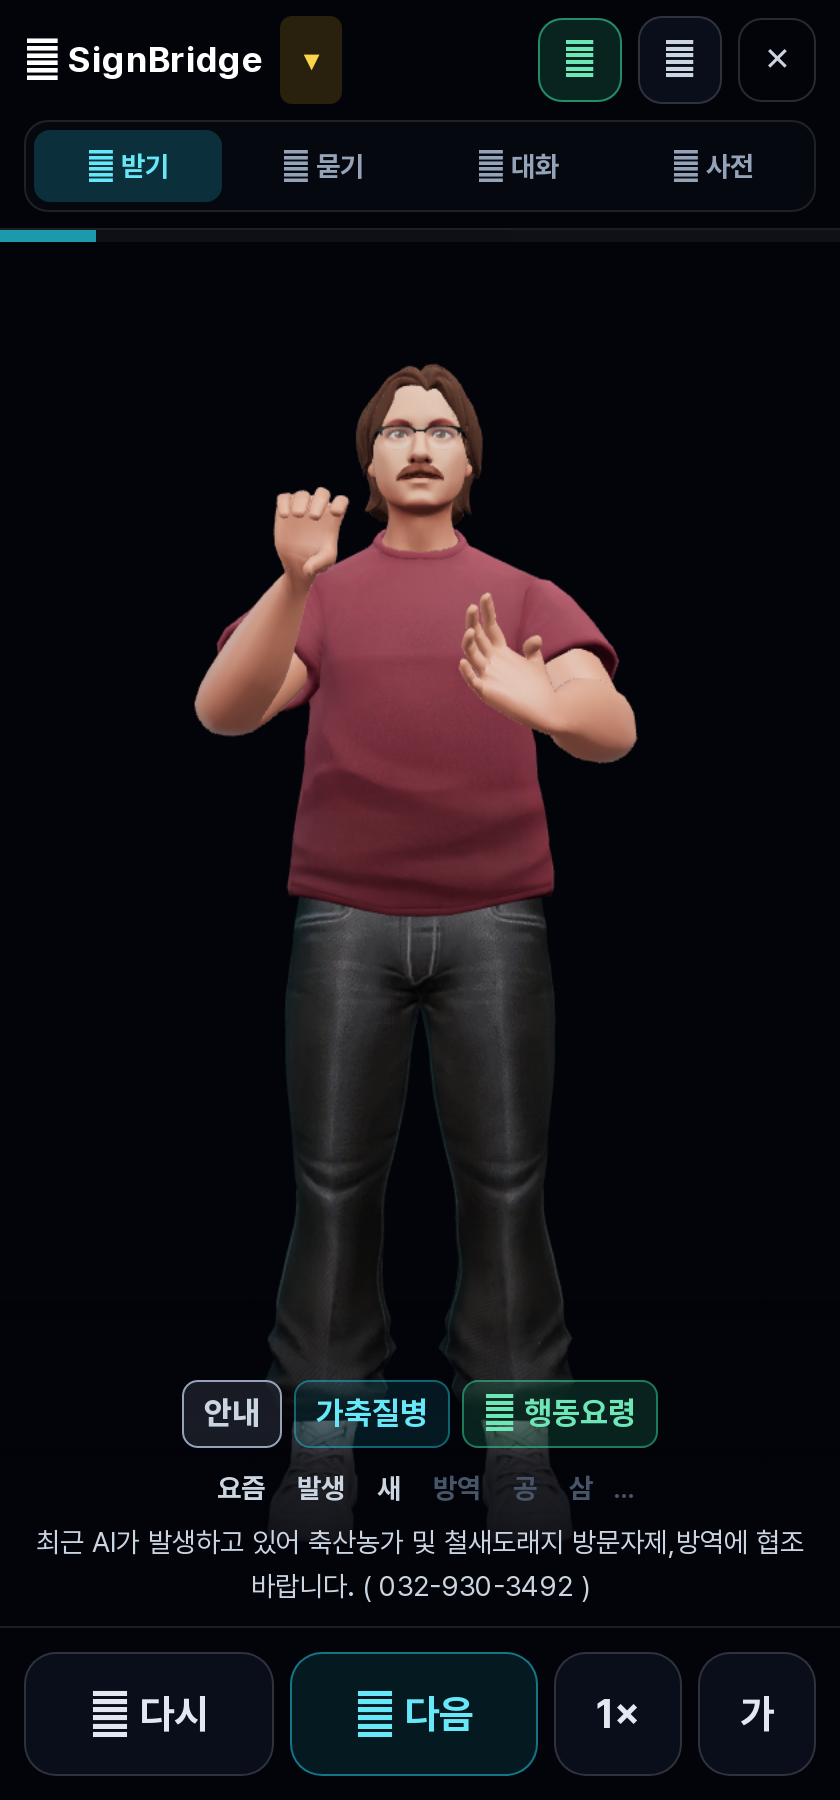 SignBridge ▼ ✕
받기 묻기 대화 사전
안내 가축질병 행동요령
요즘 발생 새 방역 공 삼 ...
최근 AI가 발생하고 있어 축산농가 및 철새도래지 방문자제,방역에 협조
바랍니다. ( 032-930-3492 )
다시 다음 1× 가